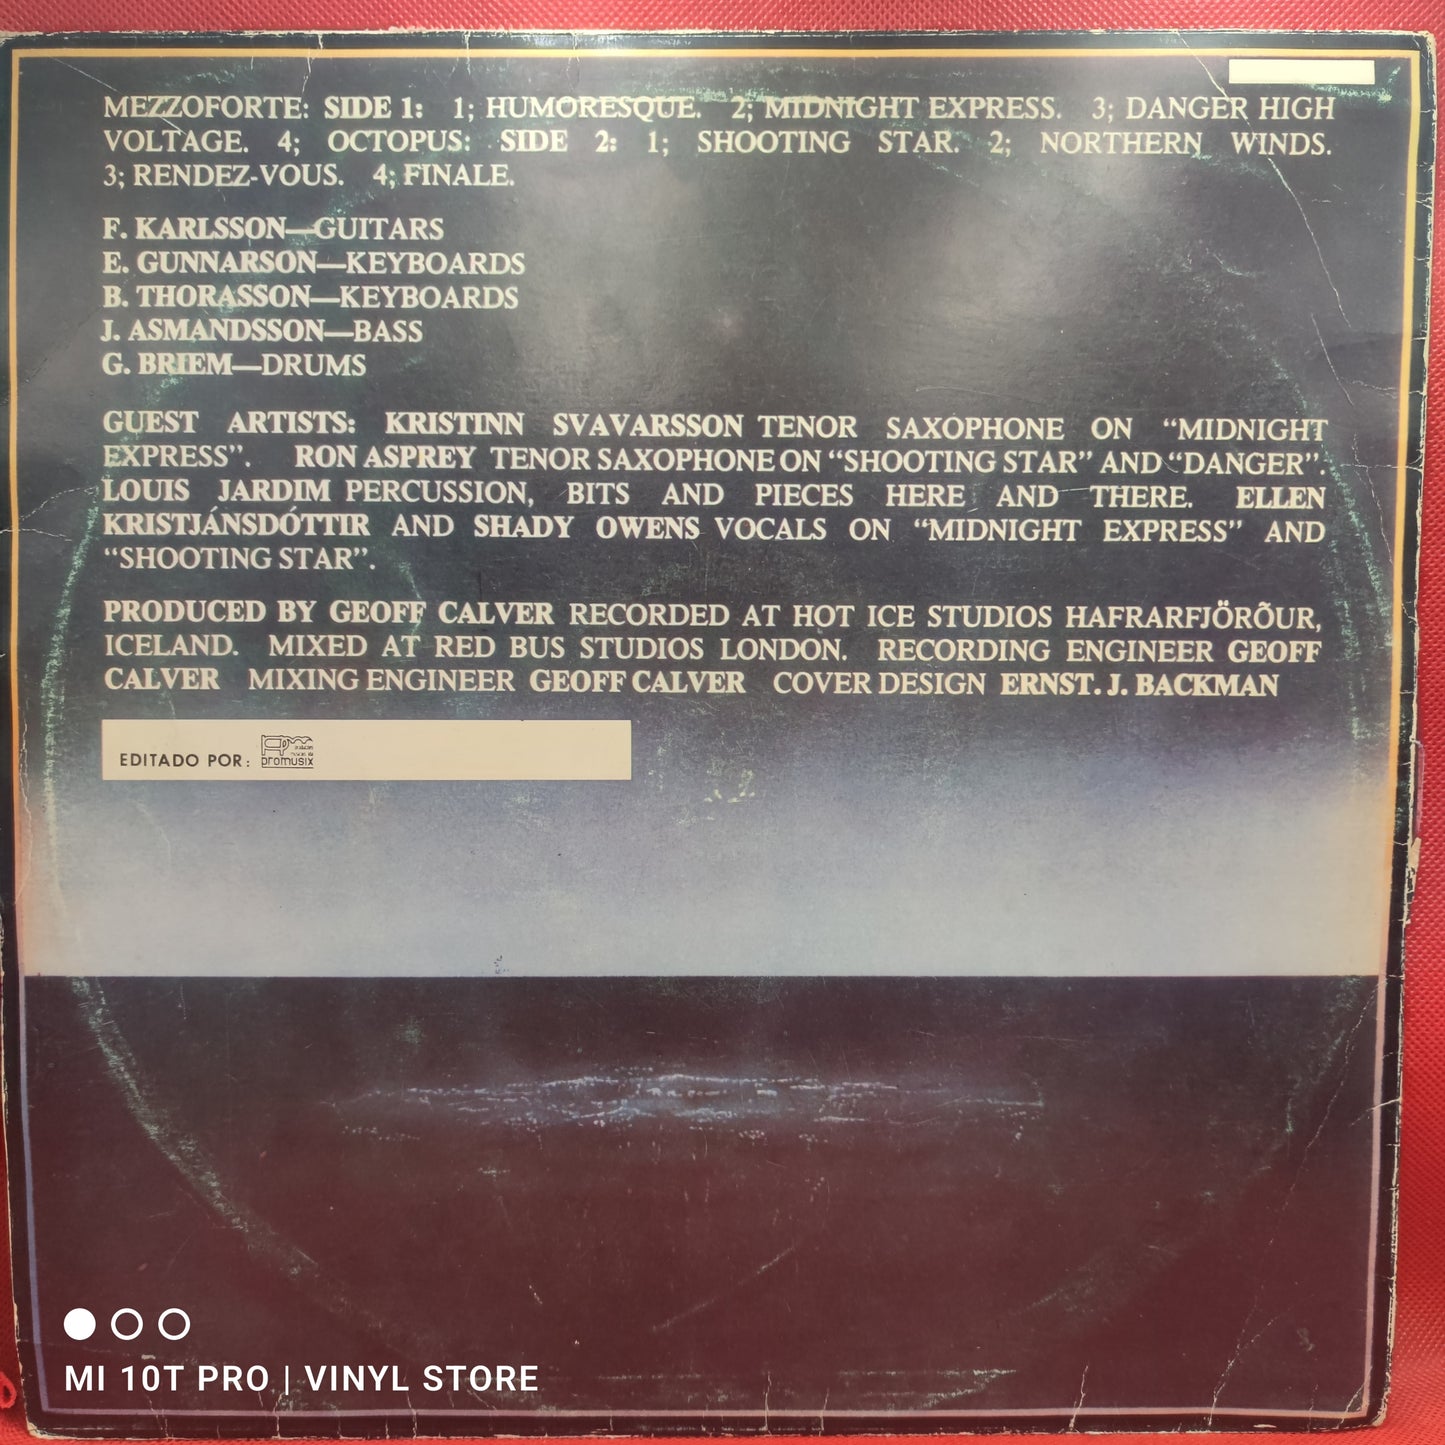 MEZZOFORTE: SIDE 1: 1; HUMORESQUE. 2; MIDNIGHT EXPRESS. 3; DANGER HIGH
VOLTAGE. 4; OCTOPUS: SIDE 2: 1; SHOOTING STAR. 2; NORTHERN WINDS.
3; RENDEZ-VOUS. 4; FINALE.
F. KARLSSON—GUITARS
E. GUNNARSON—KEYBOARDS
B. THORASSON—KEYBOARDS
J. ASMANDSSON—BASS
G. BRIEM—DRUMS
GUEST ARTISTS: KRISTINN SVAVARSSON TENOR SAXOPHONE ON “MIDNIGHT
EXPRESS”. RON ASPREY TENOR SAXOPHONE ON “SHOOTING STAR” AND “DANGER”.
LOUIS JARDIM PERCUSSION, BITS AND PIECES HERE AND THERE. ELLEN
KRISTJÁNSDÓTTIR AND SHADY OWENS VOCALS ON “MIDNIGHT EXPRESS” AND
“SHOOTING STAR”.
PRODUCED BY GEOFF CALVER RECORDED AT HOT ICE STUDIOS HAFRARFJÖRÕUR,
ICELAND. MIXED AT RED BUS STUDIOS LONDON. RECORDING ENGINEER GEOFF
CALVER MIXING ENGINEER GEOFF CALVER COVER DESIGN ERNST. J. BACKMAN
EDITADO POR: promusix
MI 10T PRO | VINYL STORE